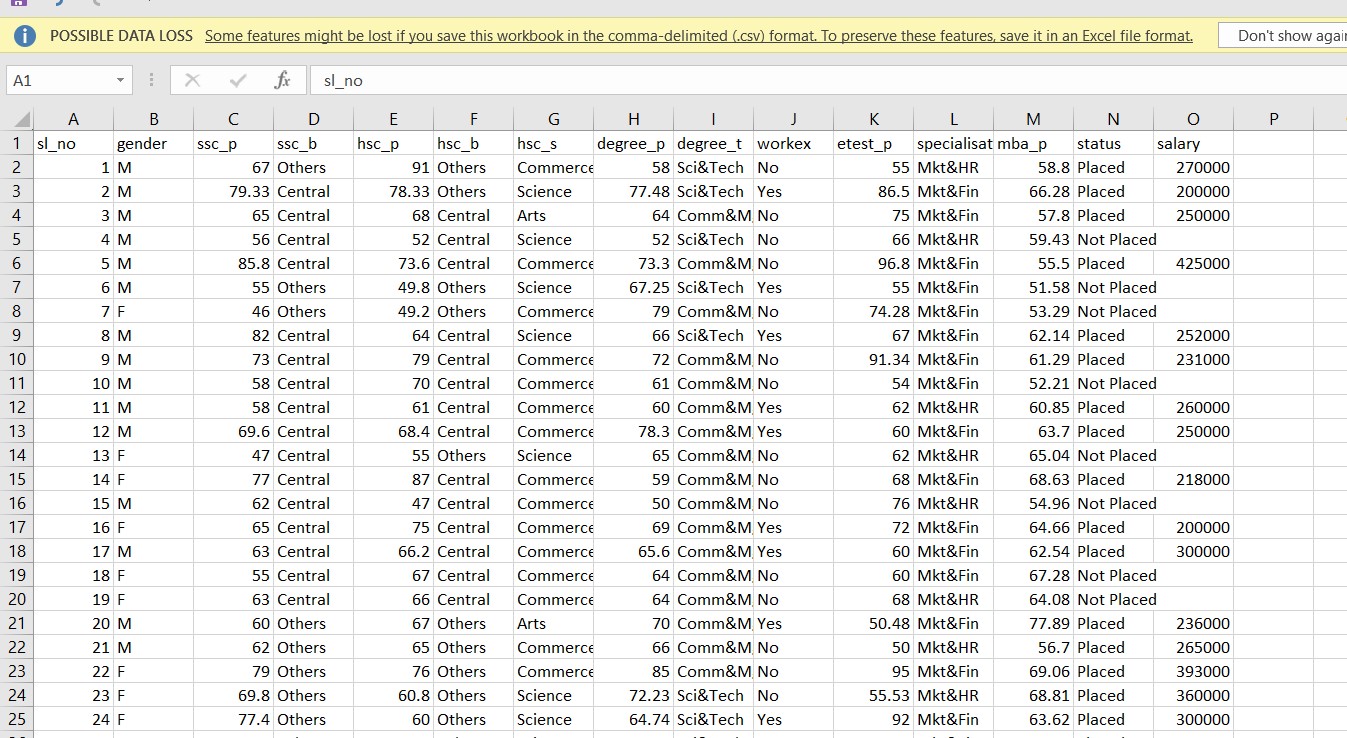 POSSIBLE DATA LOSS Some features might be lost if you save this workbook in the comma-delimited (.csv) format. To preserve these features, save it in an Excel file format. Don't show agai
A1 fx sl_no
A B C D E F G H I J K L M N O P
1 sl_no gender ssc_p ssc_b hsc_p hsc_b hsc_s degree_p degree_t workex etest_p specialisat mba_p status salary
2 1 M 67 Others 91 Others Commerce 58 Sci&Tech No 55 Mkt&HR 58.8 Placed 270000
3 2 M 79.33 Central 78.33 Others Science 77.48 Sci&Tech Yes 86.5 Mkt&Fin 66.28 Placed 200000
4 3 M 65 Central 68 Central Arts 64 Comm&M No 75 Mkt&Fin 57.8 Placed 250000
5 4 M 56 Central 52 Central Science 52 Sci&Tech No 66 Mkt&HR 59.43 Not Placed
6 5 M 85.8 Central 73.6 Central Commerce 73.3 Comm&M No 96.8 Mkt&Fin 55.5 Placed 425000
7 6 M 55 Others 49.8 Others Science 67.25 Sci&Tech Yes 55 Mkt&Fin 51.58 Not Placed
8 7 F 46 Others 49.2 Others Commerce 79 Comm&M No 74.28 Mkt&Fin 53.29 Not Placed
9 8 M 82 Central 64 Central Science 66 Sci&Tech Yes 67 Mkt&Fin 62.14 Placed 252000
10 9 M 73 Central 79 Central Commerce 72 Comm&M No 91.34 Mkt&Fin 61.29 Placed 231000
11 10 M 58 Central 70 Central Commerce 61 Comm&M No 54 Mkt&Fin 52.21 Not Placed
12 11 M 58 Central 61 Central Commerce 60 Comm&M Yes 62 Mkt&HR 60.85 Placed 260000
13 12 M 69.6 Central 68.4 Central Commerce 78.3 Comm&M Yes 60 Mkt&Fin 63.7 Placed 250000
14 13 F 47 Central 55 Others Science 65 Comm&M No 62 Mkt&HR 65.04 Not Placed
15 14 F 77 Central 87 Central Commerce 59 Comm&M No 68 Mkt&Fin 68.63 Placed 218000
16 15 M 62 Central 47 Central Commerce 50 Comm&M No 76 Mkt&HR 54.96 Not Placed
17 16 F 65 Central 75 Central Commerce 69 Comm&M Yes 72 Mkt&Fin 64.66 Placed 200000
18 17 M 63 Central 66.2 Central Commerce 65.6 Comm&M Yes 60 Mkt&Fin 62.54 Placed 300000
19 18 F 55 Central 67 Central Commerce 64 Comm&M No 60 Mkt&Fin 67.28 Not Placed
20 19 F 63 Central 66 Central Commerce 64 Comm&M No 68 Mkt&HR 64.08 Not Placed
21 20 M 60 Others 67 Others Arts 70 Comm&M Yes 50.48 Mkt&Fin 77.89 Placed 236000
22 21 M 62 Others 65 Others Commerce 66 Comm&M No 50 Mkt&HR 56.7 Placed 265000
23 22 F 79 Others 76 Others Commerce 85 Comm&M No 95 Mkt&Fin 69.06 Placed 393000
24 23 F 69.8 Others 60.8 Others Science 72.23 Sci&Tech No 55.53 Mkt&HR 68.81 Placed 360000
25 24 F 77.4 Others 60 Others Science 64.74 Sci&Tech Yes 92 Mkt&Fin 63.62 Placed 300000